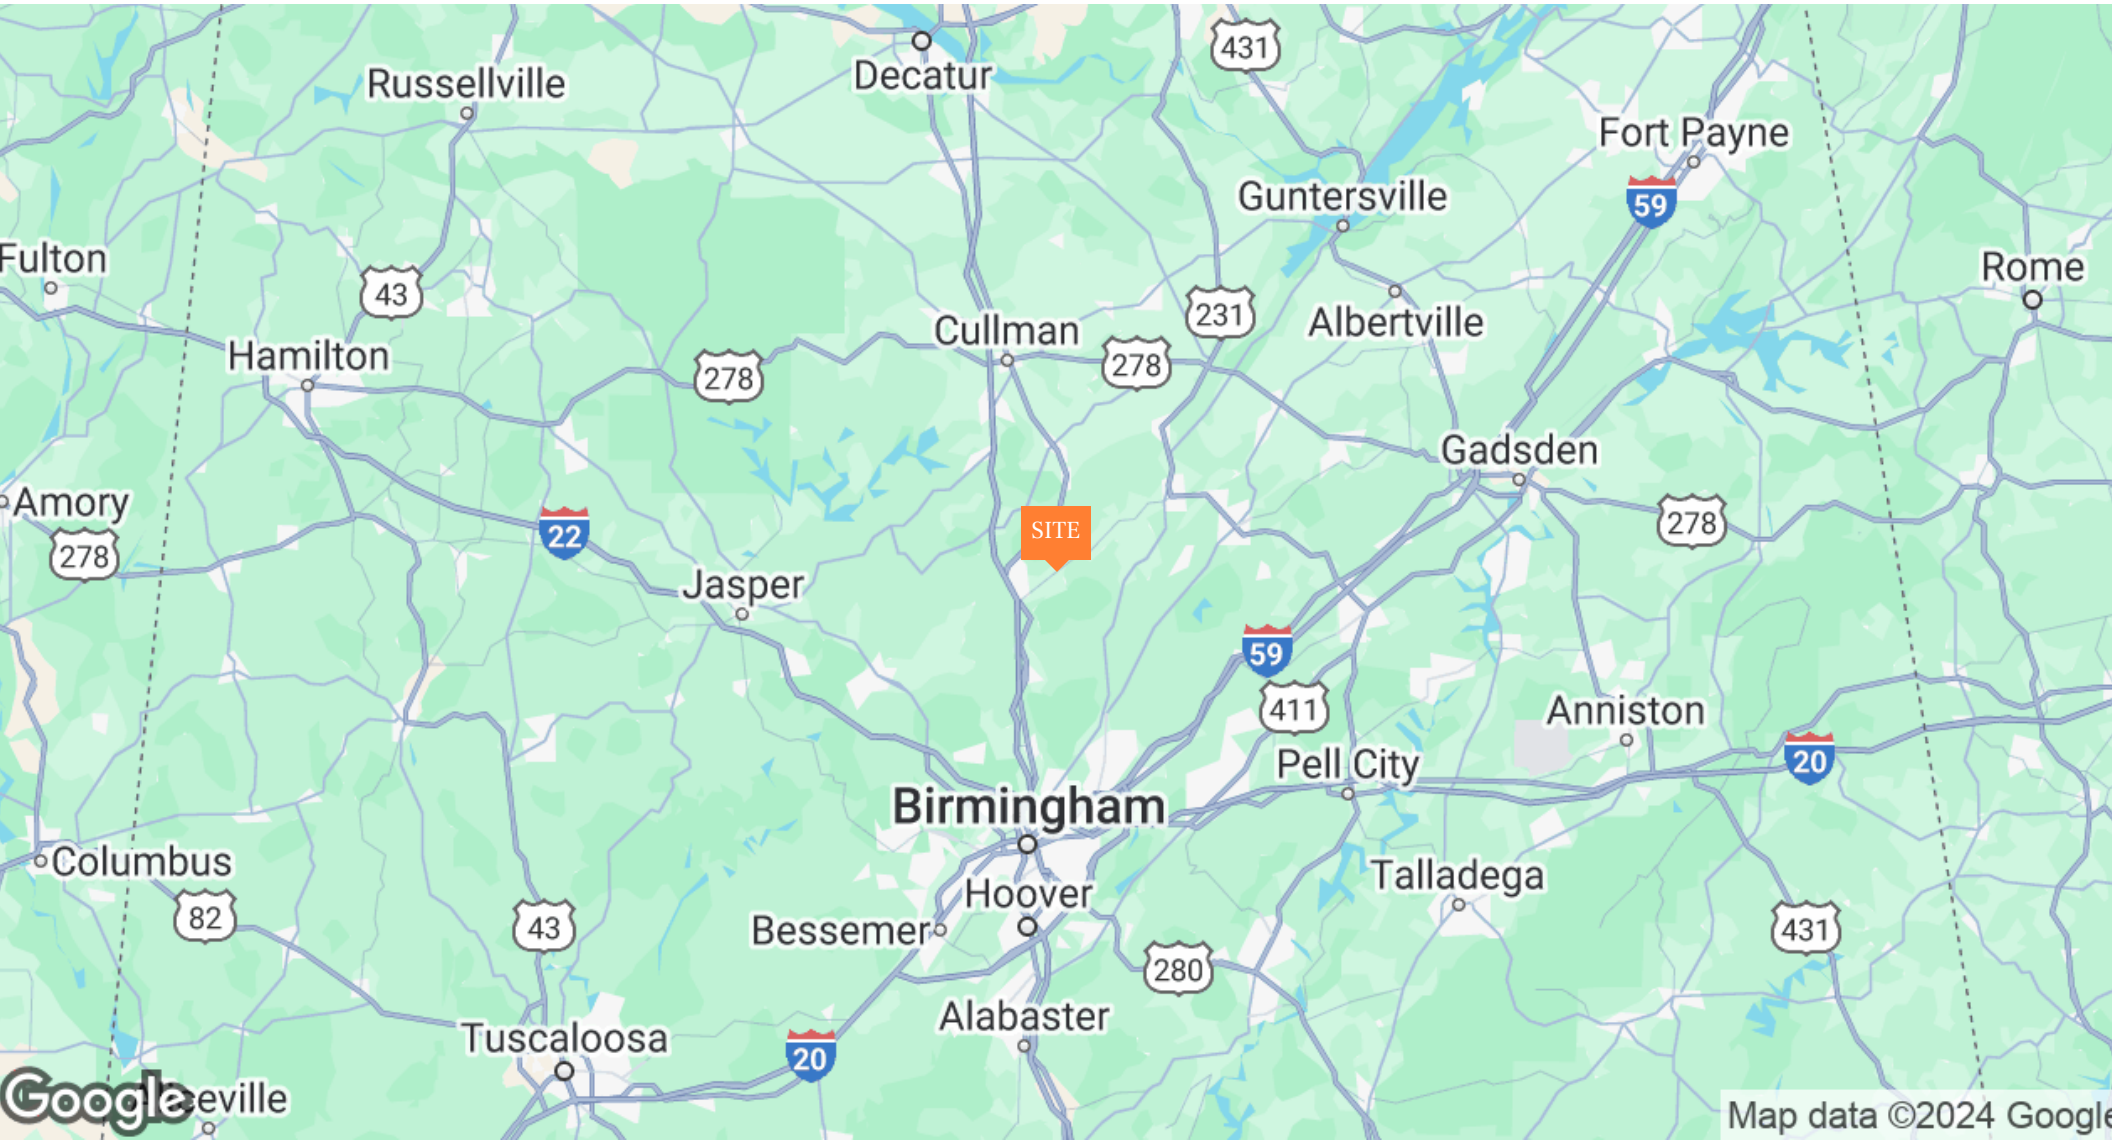 431
Decatur
Russellville
Fort Payne
59
Guntersville
Fulton
Rome
43
231
Albertville
Cullman
Hamilton
278
278
Gadsden
Amory
278
278
22
SITE
Jasper
59
411
Anniston
Pell City
20
Birmingham
Columbus
Talladega
82
43
Hoover
Bessemer
431
280
Alabaster
Tuscaloosa
20
Google
Map data ©2024 Google